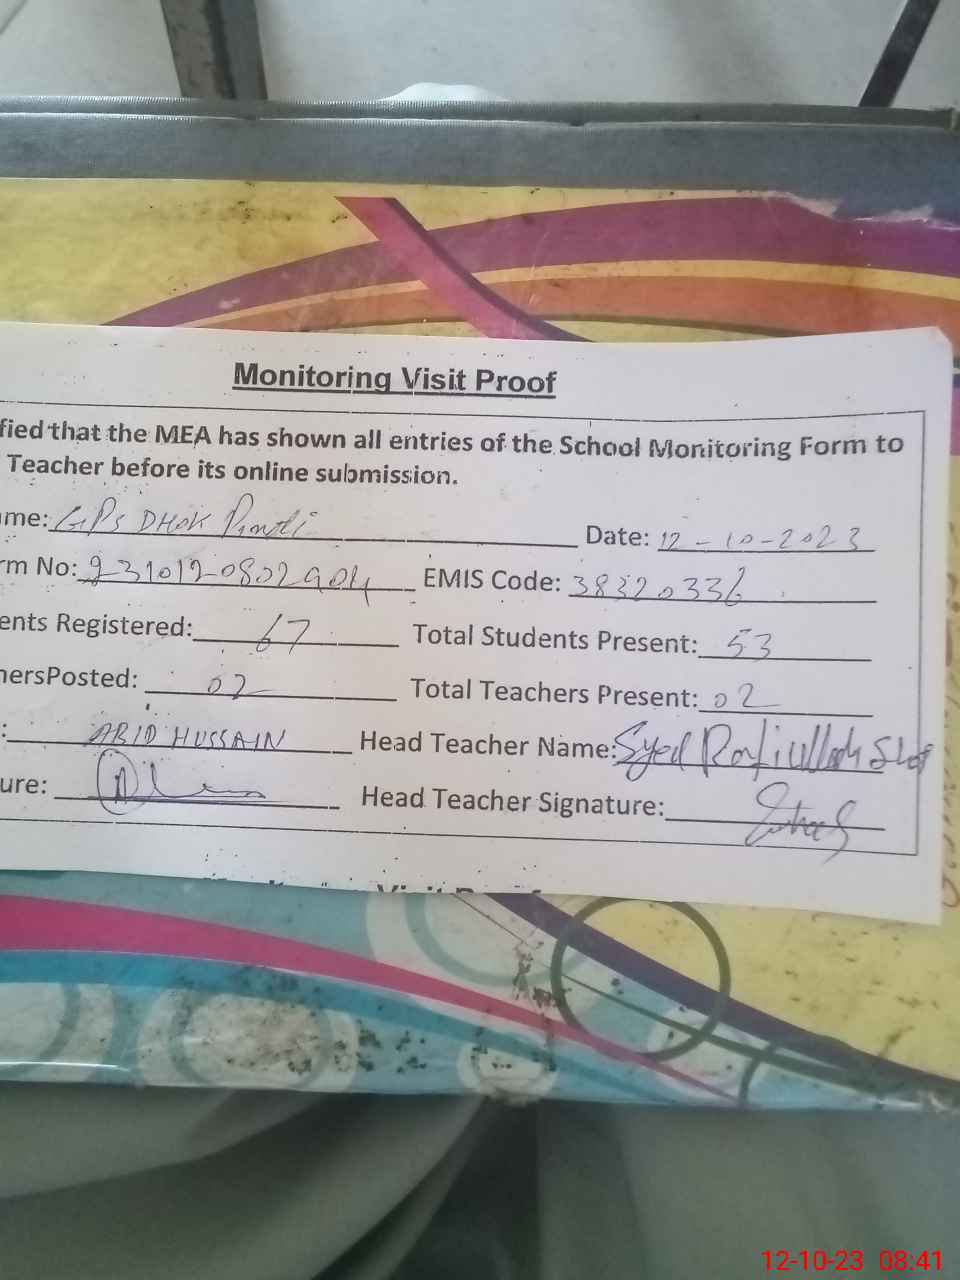 Monitoring Visit Proof
fied that the MEA has shown all entries of the School Monitoring Form to
Teacher before its online submission.
me: GPS DHOK Date: 12-10-2023
rm No: 231012-0802904 EMIS Code: 38320336
ents Registered: 67 Total Students Present: 53
hersPosted: 02 Total Teachers Present: 02
: ABID HUSSAIN Head Teacher Name: Syed Rafiullah Shah
ure: Head Teacher Signature:
12-10-23 08:41